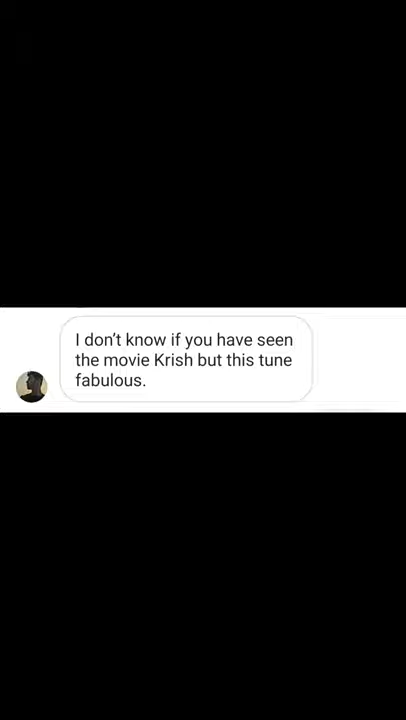 I don't know if you have seen
the movie Krish but this tune
fabulous.